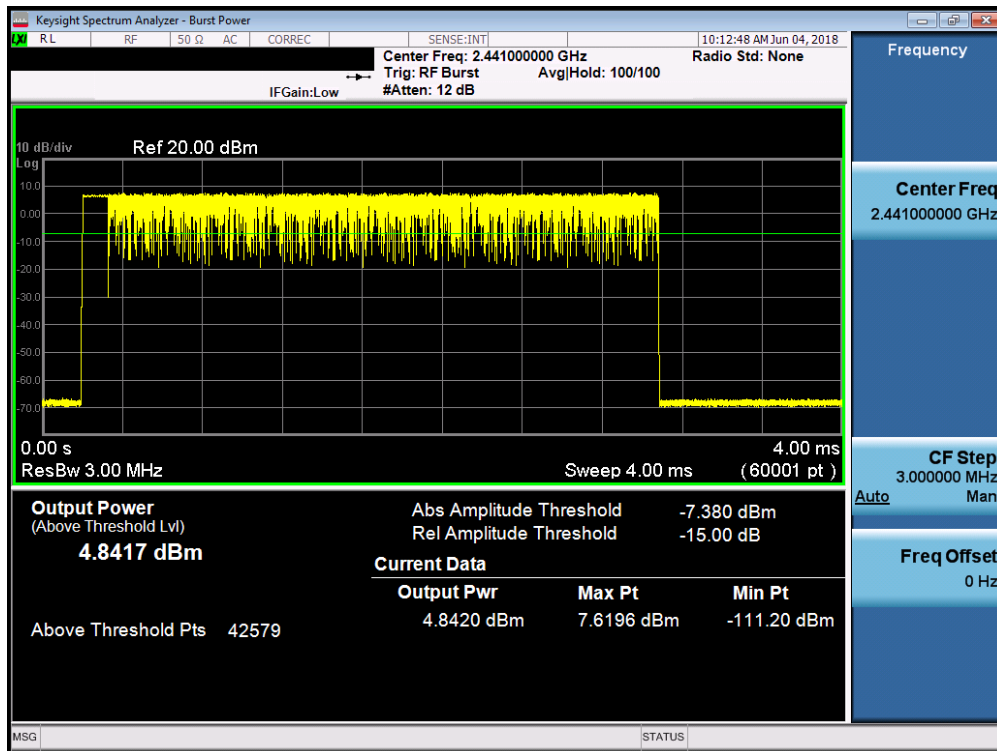 Keysight Spectrum Analyzer - Burst Power
LXI RL RF 50 Ω AC CORREC SENSE:INT 10:12:48 AM Jun 04, 2018
Center Freq: 2.441000000 GHz Radio Std: None
Trig: RF Burst Avg|Hold: 100/100
IFGain:Low #Atten: 12 dB
10 dB/div Ref 20.00 dBm
Log
10.0
0.00
-10.0
-20.0
-30.0
-40.0
-50.0
-60.0
-70.0
0.00 s 4.00 ms
ResBw 3.00 MHz Sweep 4.00 ms (60001 pt)
Output Power
(Above Threshold Lvl)
4.8417 dBm
Above Threshold Pts 42579
Abs Amplitude Threshold -7.380 dBm
Rel Amplitude Threshold -15.00 dB
Current Data
Output Pwr Max Pt Min Pt
4.8420 dBm 7.6196 dBm -111.20 dBm
Frequency
Center Freq
2.441000000 GHz
CF Step
3.000000 MHz
Auto Man
Freq Offset
0 Hz
MSG STATUS